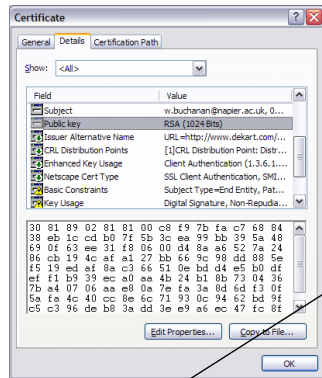 Certificate
General Details Certification Path
Show: <All>
Field Value
Subject w.buchanan@napier.ac.uk, 0...
Public key RSA (1024 Bits)
Issuer Alternative Name URL=http://www.dekart.com/...
CRL Distribution Points [1]CRL Distribution Point: Distr...
Enhanced Key Usage Client Authentication (1.3.6.1....
Netscape Cert Type SSL Client Authentication, SMI...
Basic Constraints Subject Type=End Entity, Pat...
Key Usage Digital Signature, Non-Repudia...
30 81 89 02 81 81 00 c8 f9 7b fa c7 68 84
38 eb 1c cd b0 7f 5b 3c ea 99 bb 39 5a 48
69 0f 63 ee 31 f8 06 00 d4 8a a6 52 7a 24
86 cb 19 4c af a1 27 bb 66 9c 98 dd 88 5e
f5 19 ed af 8a c3 66 51 0e bd d4 e5 b0 df
ef f1 b9 39 ec a0 aa 4b 24 b1 8b 73 04 36
7b a4 07 06 aa e8 0a 7e fa 3a 8d 6d f3 0f
5a fa 4c 40 cc 8e 6c 71 93 0c 94 62 bd 9f
c5 c3 96 de b8 3a dd 3e e9 a6 ec 47 fc 8f
Edit Properties... Copy to File...
OK